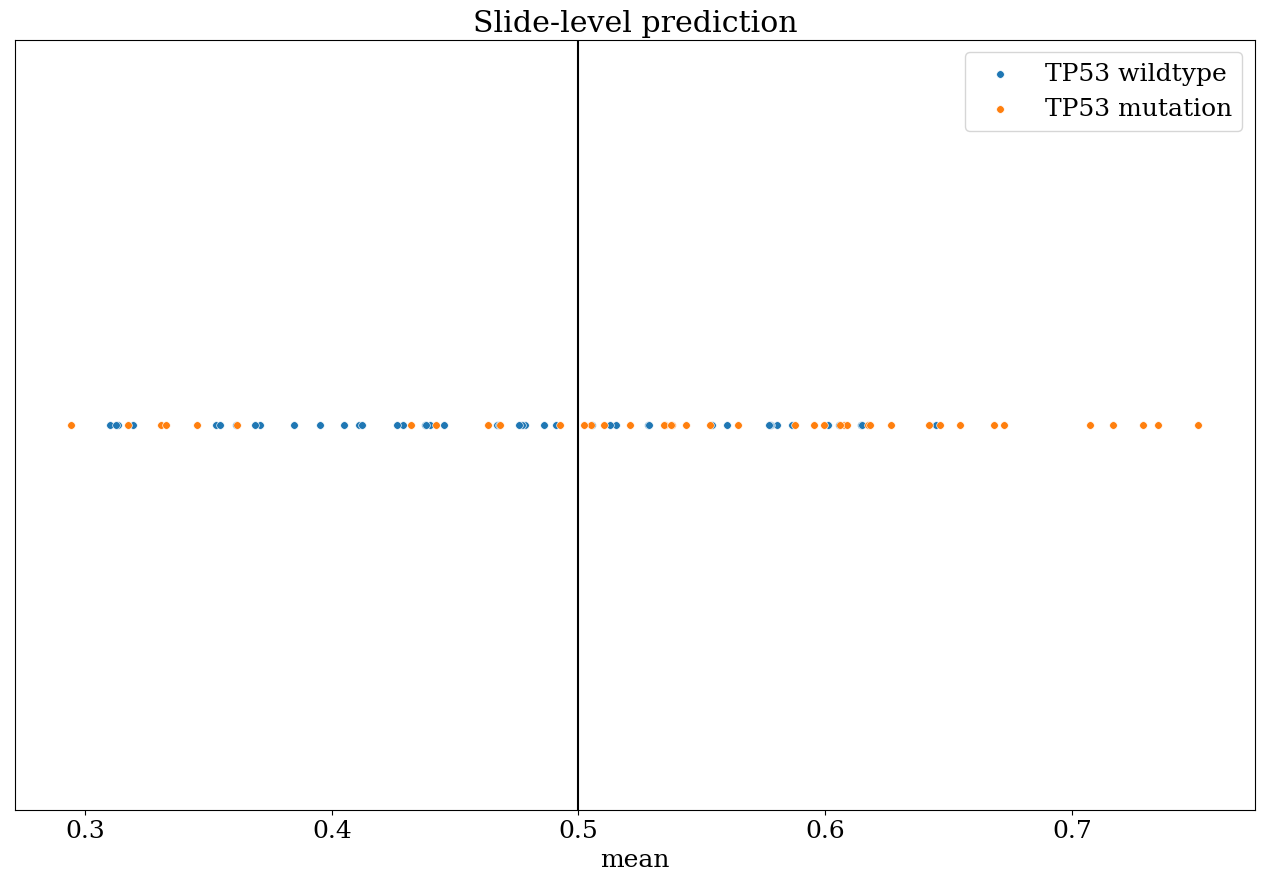 Slide-level prediction
TP53 wildtype
TP53 mutation
0.3 0.4 0.5 0.6 0.7
mean